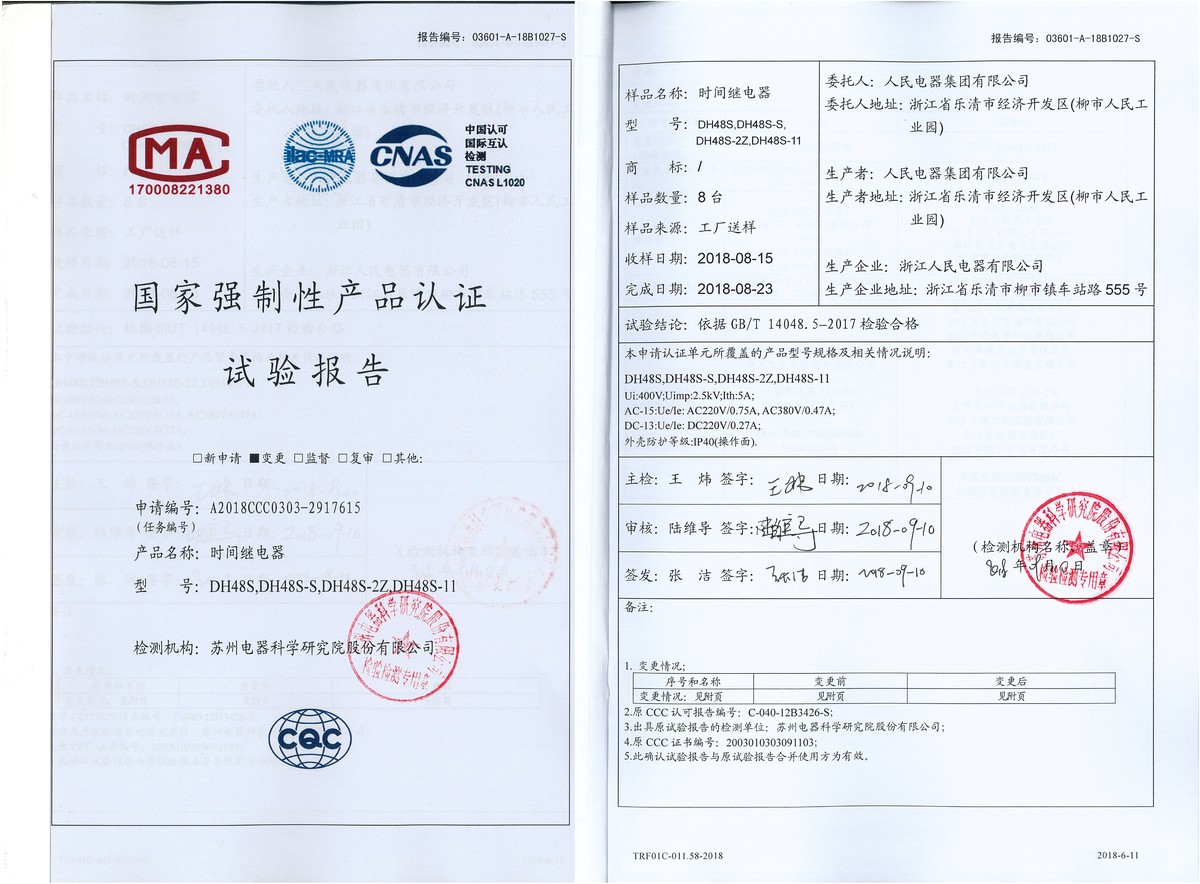 报告编号: 03601-A-18B1027-S
MA
170008221380
ilac-MRA
CNAS
中国认可
国际互认
检测
TESTING
CNAS L1020
国家强制性产品认证
试验报告
□新申请 ■变更 □监督 □复审 □其他:
申请编号: A2018CCC0303-2917615
(任务编号)
产品名称: 时间继电器
型 号: DH48S,DH48S-S,DH48S-2Z,DH48S-11
检测机构: 苏州电器科学研究院股份有限公司
检验检测专用章
CQC
报告编号: 03601-A-18B1027-S
样品名称: 时间继电器
型 号: DH48S,DH48S-S,
DH48S-2Z,DH48S-11
商 标: /
样品数量: 8 台
样品来源: 工厂送样
收样日期: 2018-08-15
完成日期: 2018-08-23
委托人: 人民电器集团有限公司
委托人地址: 浙江省乐清市经济开发区(柳市人民工
业园)
生产者: 人民电器集团有限公司
生产者地址: 浙江省乐清市经济开发区(柳市人民工
业园)
生产企业: 浙江人民电器有限公司
生产企业地址: 浙江省乐清市柳市镇车站路 555 号
试验结论: 依据 GB/T 14048.5-2017 检验合格
本申请认证单元所覆盖的产品型号规格及相关情况说明:
DH48S,DH48S-S,DH48S-2Z,DH48S-11
Ui:400V;Uimp:2.5kV;Ith:5A;
AC-15:Ue/Ie: AC220V/0.75A, AC380V/0.47A;
DC-13:Ue/Ie: DC220V/0.27A;
外壳防护等级:IP40(操作面).
主检: 王 炜 签字: 日期: 2018-09-10
审核: 陆维导 签字: 日期: 2018-09-10
签发: 张 洁 签字: 日期: 2018-09-10
(检测机构名称、盖章)
2018 年 9 月 10 日
检验检测专用章
备注:
1. 变更情况;
序号和名称 变更前 变更后
变更情况: 见附页 见附页 见附页
2.原 CCC 认可报告编号: C-040-12B3426-S;
3.出具原试验报告的检测单位: 苏州电器科学研究院股份有限公司;
4.原 CCC 证书编号: 2003010303091103;
5.此确认试验报告与原试验报告合并使用方为有效。
TRF01C-011.58-2018
2018-6-11